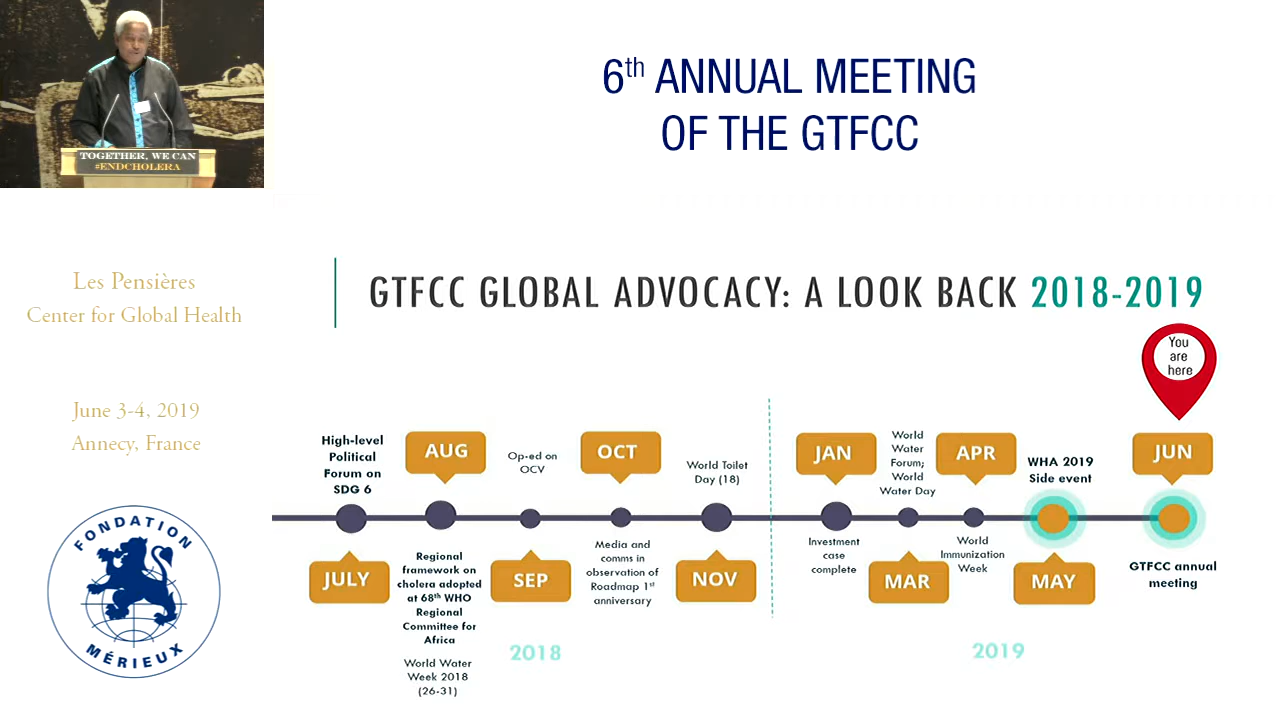 TOGETHER, WE CAN
#ENDCHOLERA
6th ANNUAL MEETING
OF THE GTFCC
Les Pensières
Center for Global Health
June 3-4, 2019
Annecy, France
FONDATION
MÉRIEUX
GTFCC GLOBAL ADVOCACY: A LOOK BACK 2018-2019
You
are
here
High-level
Political
Forum on
SDG 6
JULY
AUG
Regional
framework on
cholera adopted
at 68th WHO
Regional
Committee for
Africa
World Water
Week 2018
(26-31)
Op-ed on
OCV
SEP
OCT
Media and
comms in
observation of
Roadmap 1st
anniversary
World Toilet
Day (18)
NOV
2018
JAN
Investment
case
complete
World
Water
Forum;
World
Water Day
MAR
APR
World
Immunization
Week
WHA 2019
Side event
MAY
JUN
GTFCC annual
meeting
2019